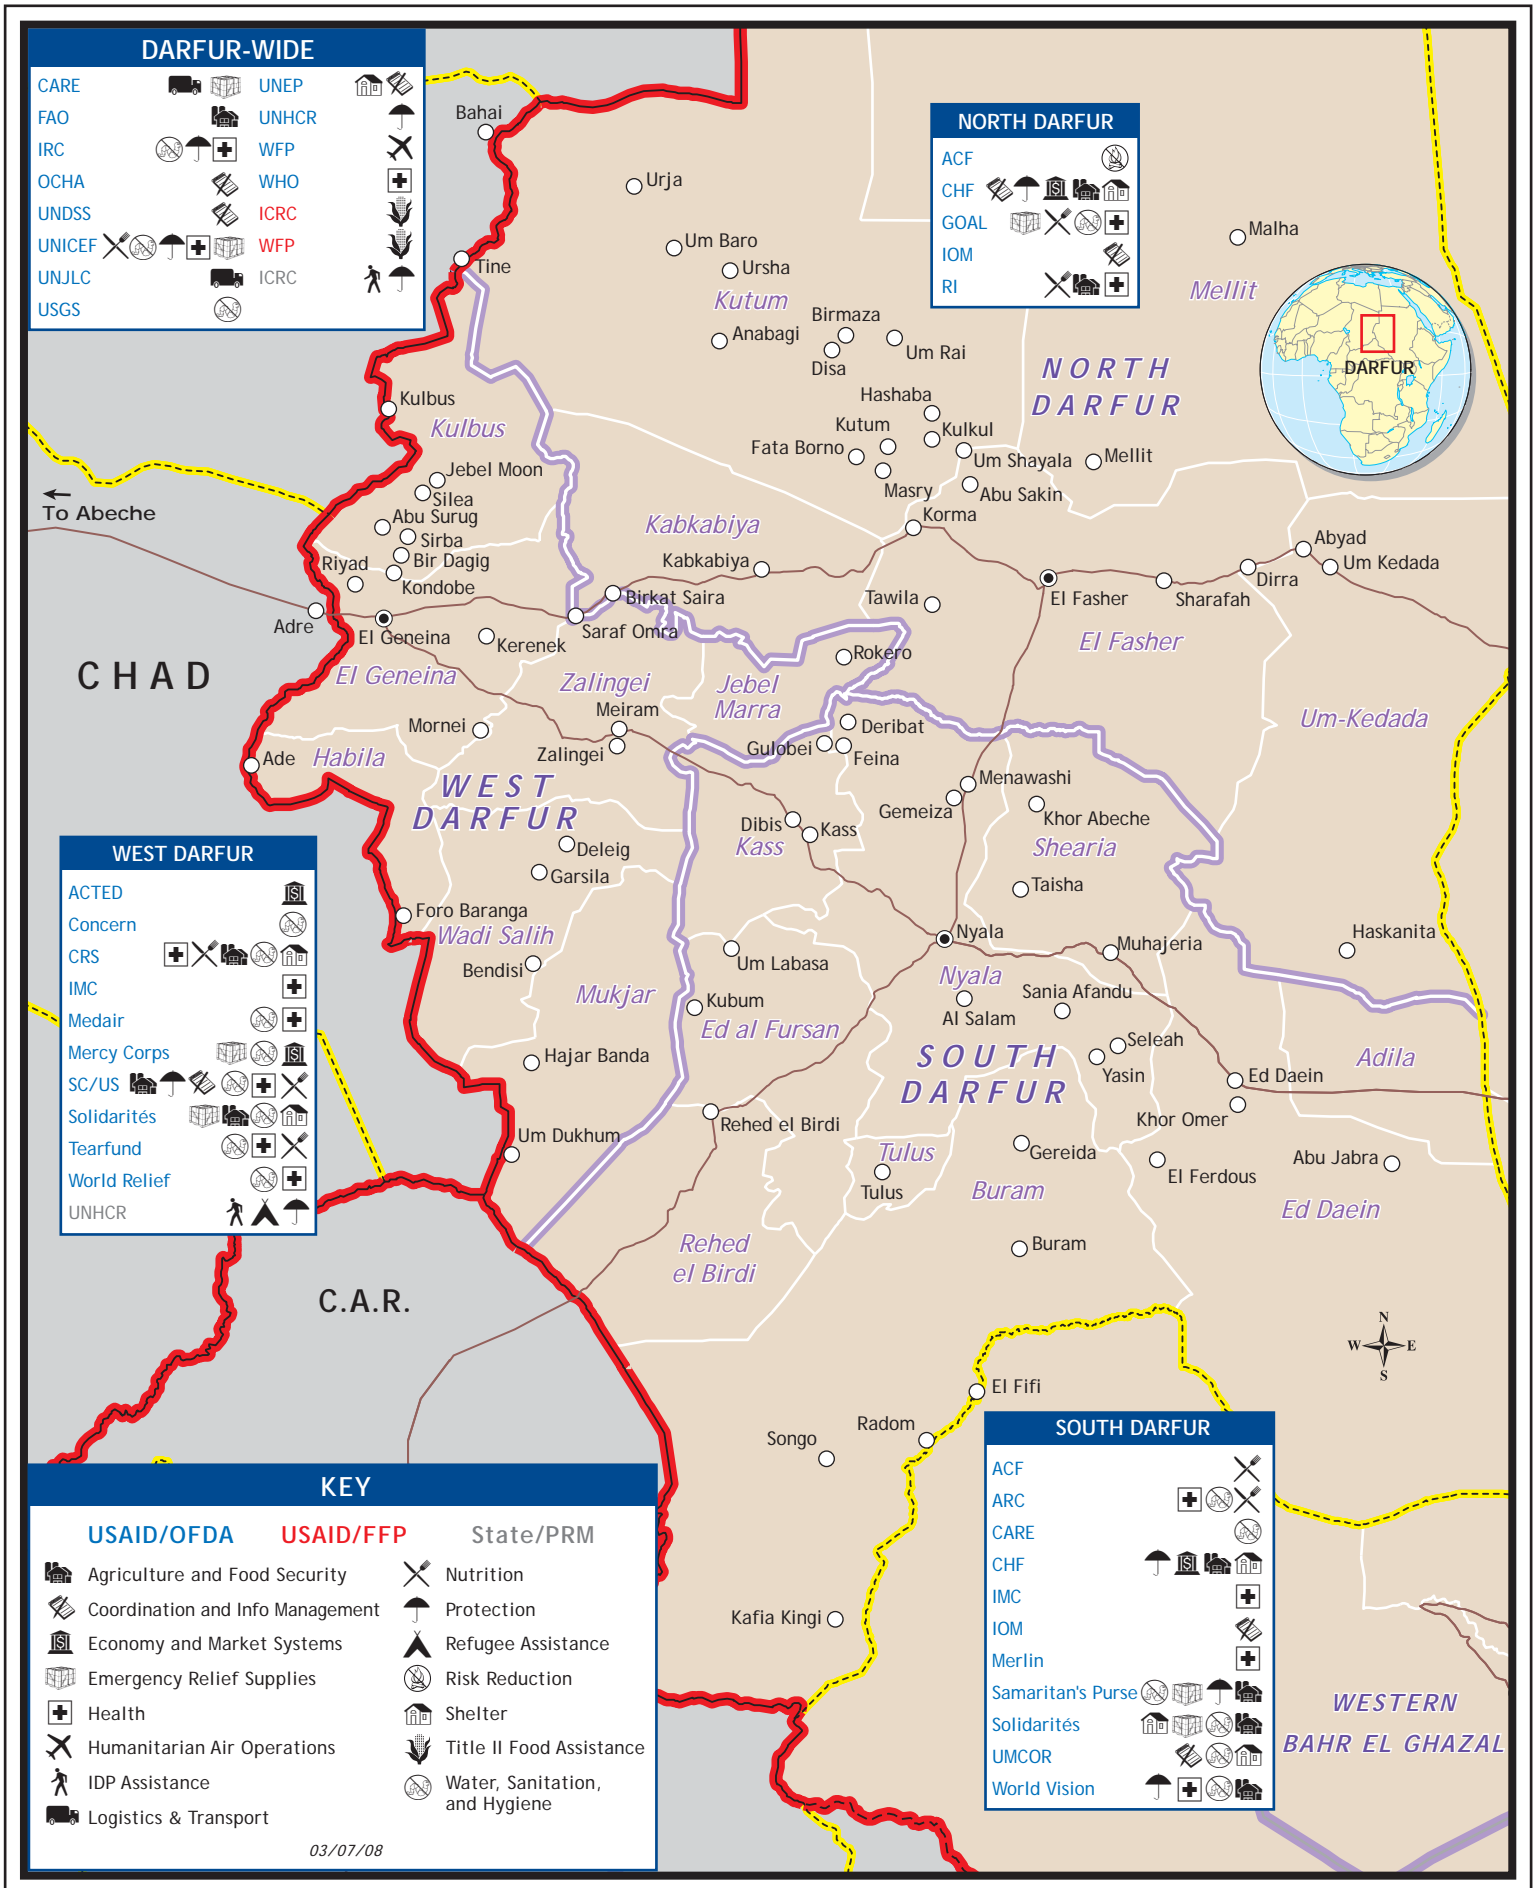 DARFUR-WIDE
CARE
FAO
IRC
OCHA
UNDSS
UNICEF
UNJLC
USGS
UNEP
UNHCR
WFP
WHO
ICRC
WFP
ICRC
NORTH DARFUR
ACF
CHF
GOAL
IOM
RI
Bahai
Urja
Um Baro
Ursha
Tine
Kutum
Malha
Mellit
Anabagi
Birmaza
Disa
Um Rai
NORTH
DARFUR
DARFUR
Kulbus
Kulbus
Hashaba
Kutum
Kulkul
Fata Borno
Um Shayala
Mellit
Masry
Abu Sakin
Jebel Moon
Silea
To Abeche
Abu Surug
Sirba
Bir Dagig
Riyad
Kondobe
Kabkabiya
Kabkabiya
Korma
Abyad
Um Kedada
Dirra
Sharafah
El Fasher
El Fasher
Birkat Saira
Tawila
Adre
El Geneina
Kerenek
Saraf Omra
Rokero
CHAD
El Geneina
Zalingei
Jebel
Marra
Meiram
Mornei
Zalingei
Deribat
Gulobei
Feina
Um-Kedada
Ade
Habila
WEST
DARFUR
Menawashi
Gemeiza
Khor Abeche
Dibis
Kass
Kass
Shearia
Deleig
Garsila
Taisha
WEST DARFUR
ACTED
Concern
CRS
IMC
Medair
Mercy Corps
SC/US
Solidarités
Tearfund
World Relief
UNHCR
Foro Baranga
Wadi Salih
Bendisi
Mukjar
Um Labasa
Kubum
Ed al Fursan
Nyala
Nyala
Muhajeria
Haskanita
Al Salam
Sania Afandu
SOUTH
DARFUR
Seleah
Yasin
Adila
Hajar Banda
Ed Daein
Khor Omer
Rehed el Birdi
Um Dukhum
Tulus
Tulus
Gereida
El Ferdous
Abu Jabra
Buram
Ed Daein
Rehed
el Birdi
Buram
C.A.R.
N
W
E
S
El Fifi
Radom
Songo
Kafia Kingi
SOUTH DARFUR
ACF
ARC
CARE
CHF
IMC
IOM
Merlin
Samaritan's Purse
Solidarités
UMCOR
World Vision
WESTERN
BAHR EL GHAZAL
KEY
USAID/OFDA USAID/FFP State/PRM
Agriculture and Food Security
Coordination and Info Management
Economy and Market Systems
Emergency Relief Supplies
Health
Humanitarian Air Operations
IDP Assistance
Logistics & Transport
Nutrition
Protection
Refugee Assistance
Risk Reduction
Shelter
Title II Food Assistance
Water, Sanitation,
and Hygiene
03/07/08